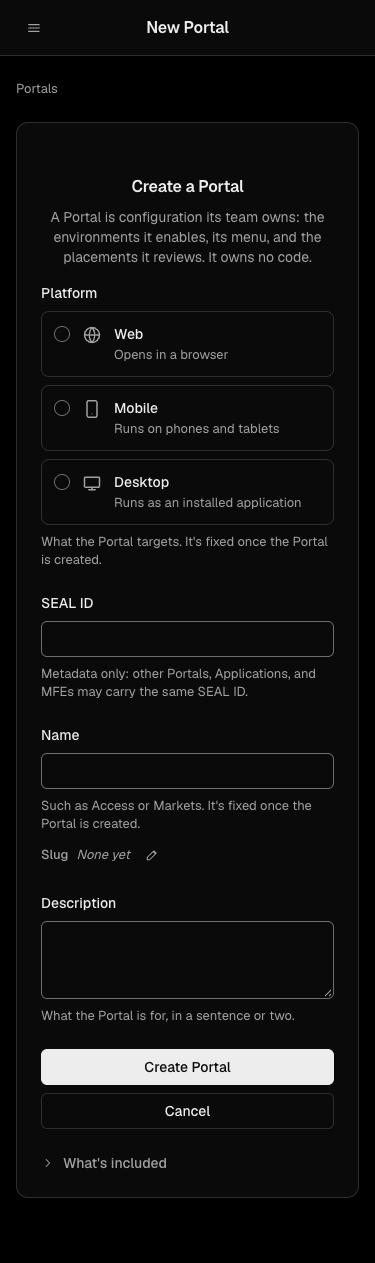 New Portal
Portals
Create a Portal
A Portal is configuration its team owns: the
environments it enables, its menu, and the
placements it reviews. It owns no code.
Platform
Web
Opens in a browser
Mobile
Runs on phones and tablets
Desktop
Runs as an installed application
What the Portal targets. It's fixed once the Portal
is created.
SEAL ID
Metadata only: other Portals, Applications, and
MFEs may carry the same SEAL ID.
Name
Such as Access or Markets. It's fixed once the
Portal is created.
Slug None yet
Description
What the Portal is for, in a sentence or two.
Create Portal
Cancel
What's included